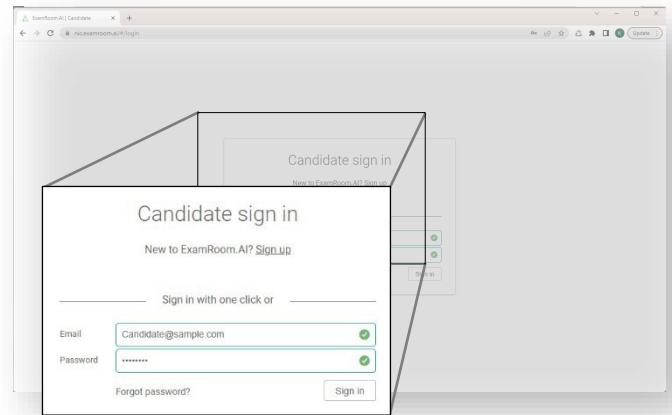 ExamRoom.AI | Candidate
nic.examroom.ai/#/login
Update
Candidate sign in
New to ExamRoom.AI? Sign up
Sign in
Candidate sign in
New to ExamRoom.AI? Sign up
Sign in with one click or
Email Candidate@sample.com
Password ········
Forgot password? Sign in